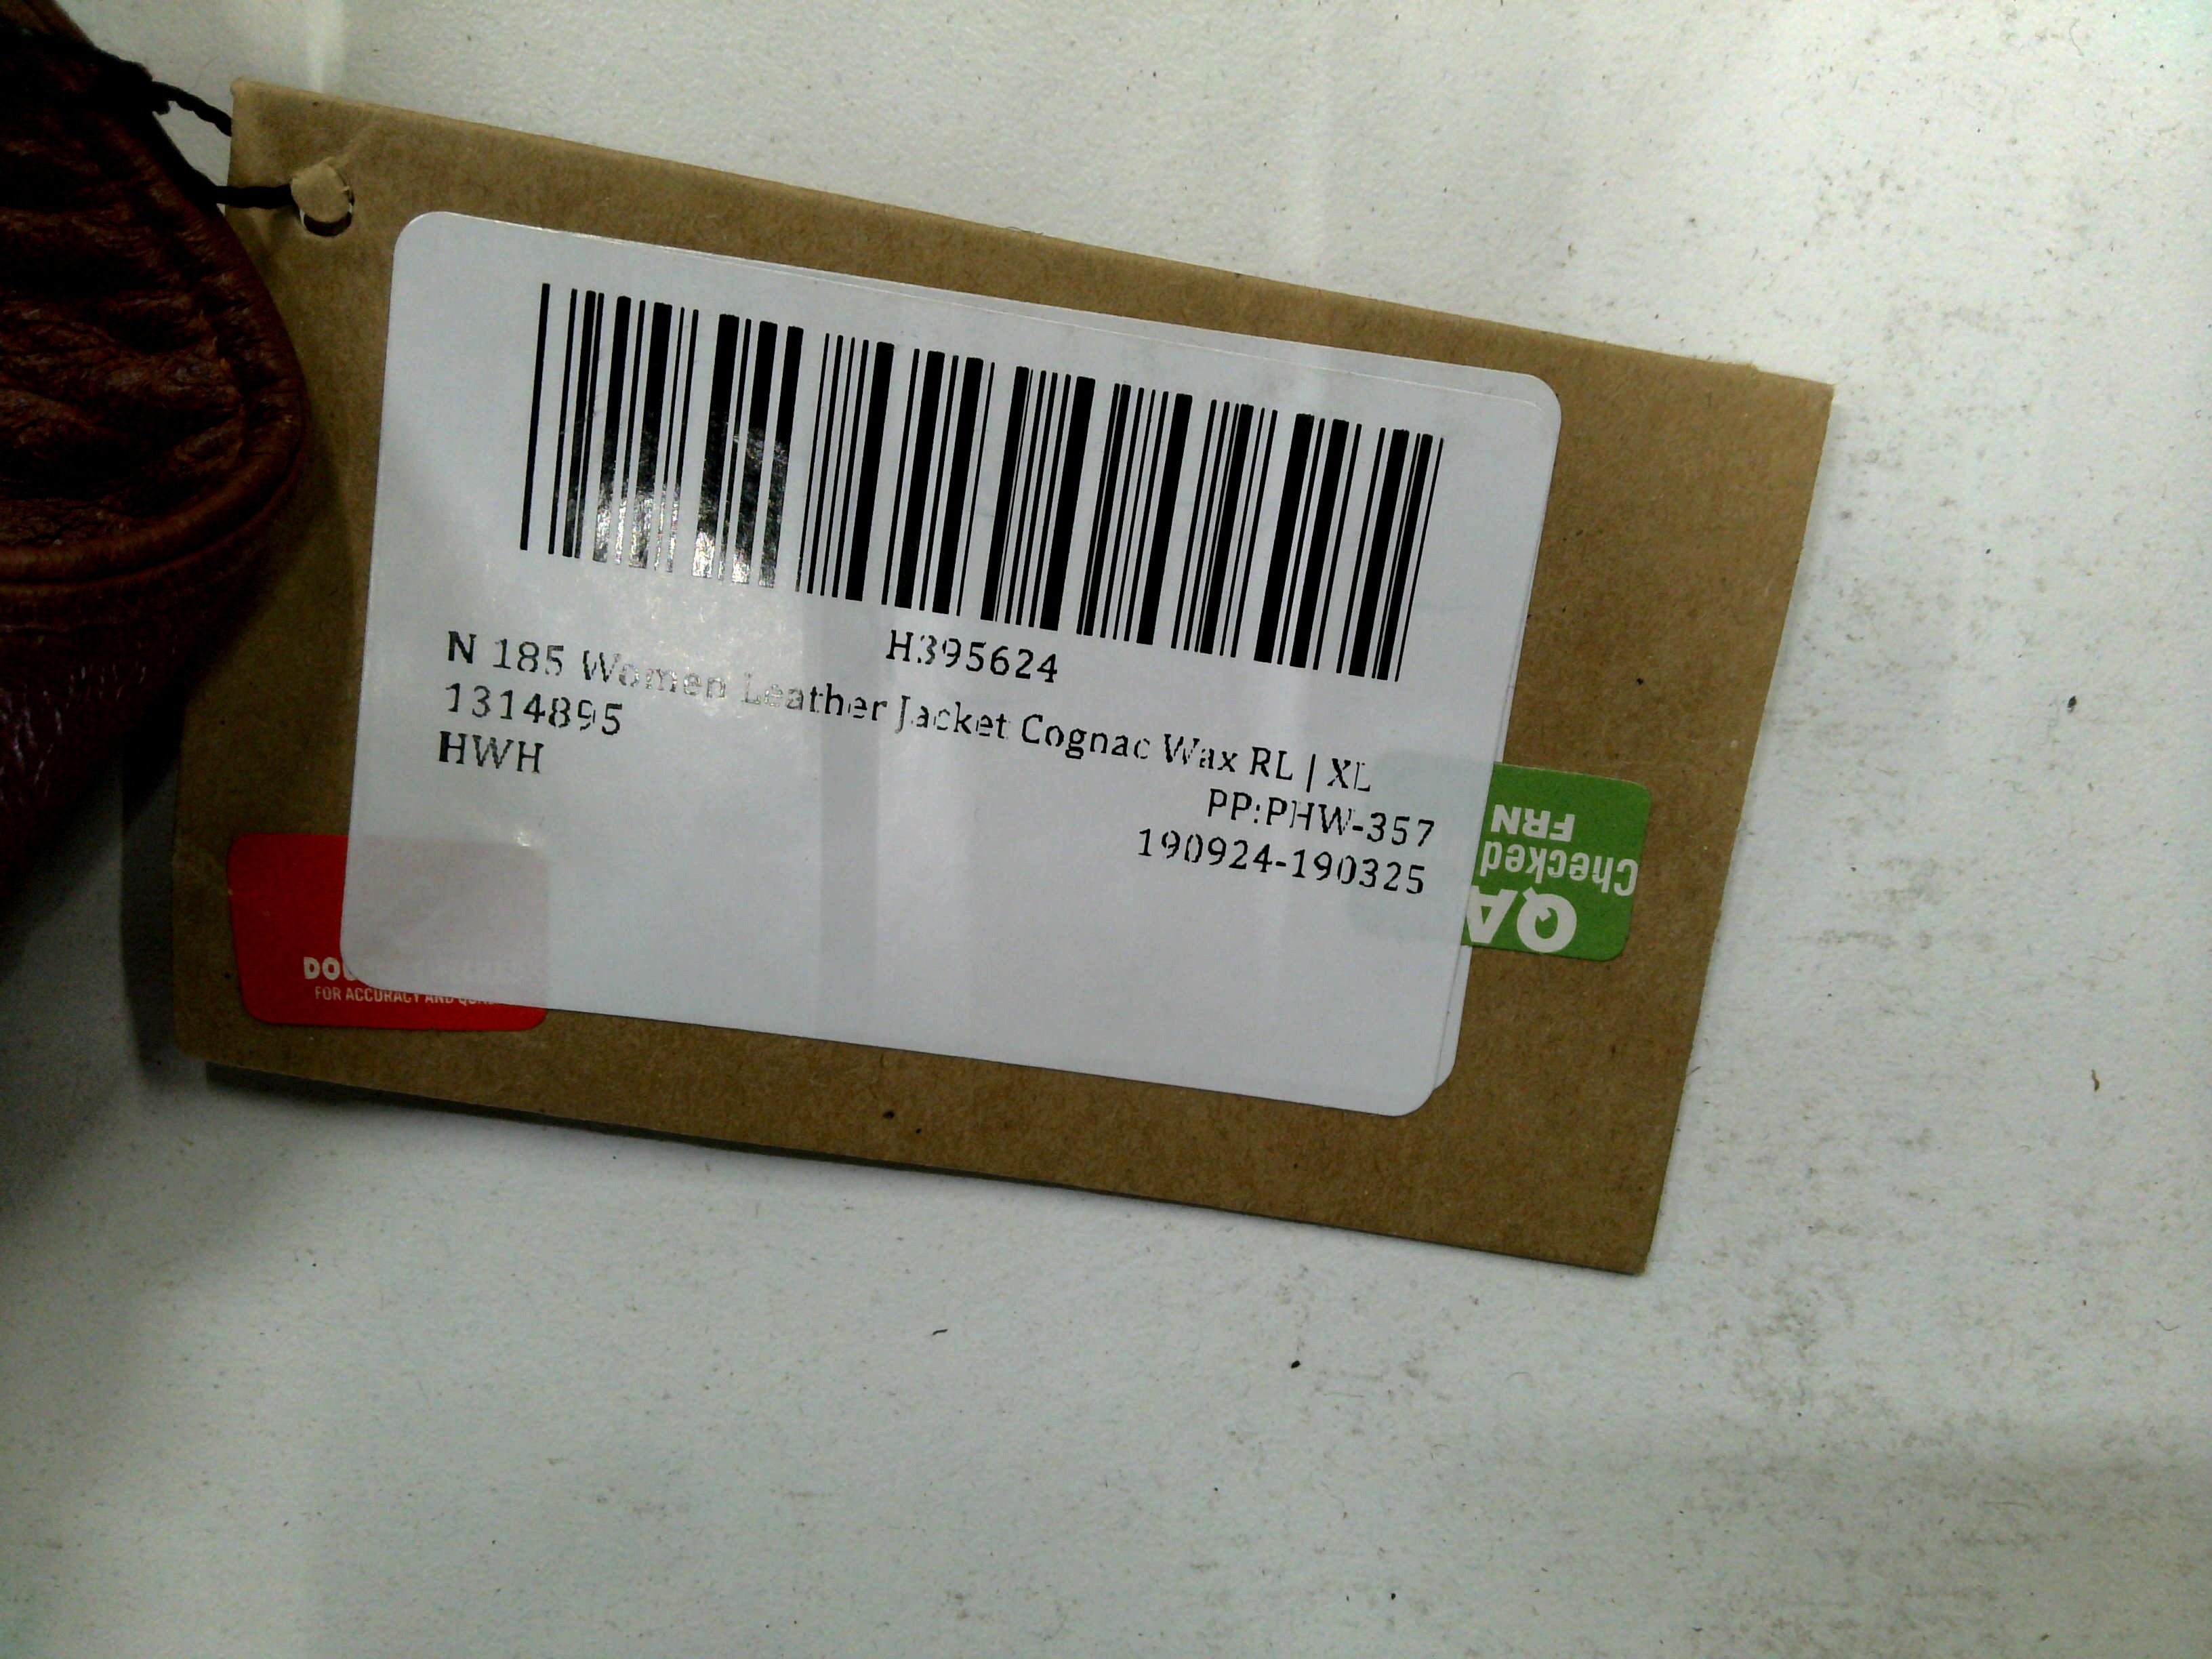 H395624
N 185 Women Leather Jacket Cognac Wax RL | XL
1314895
HWH
PP:PHW-357
190924-190325
QA
Checked
FRN
FOR ACCURACY AND